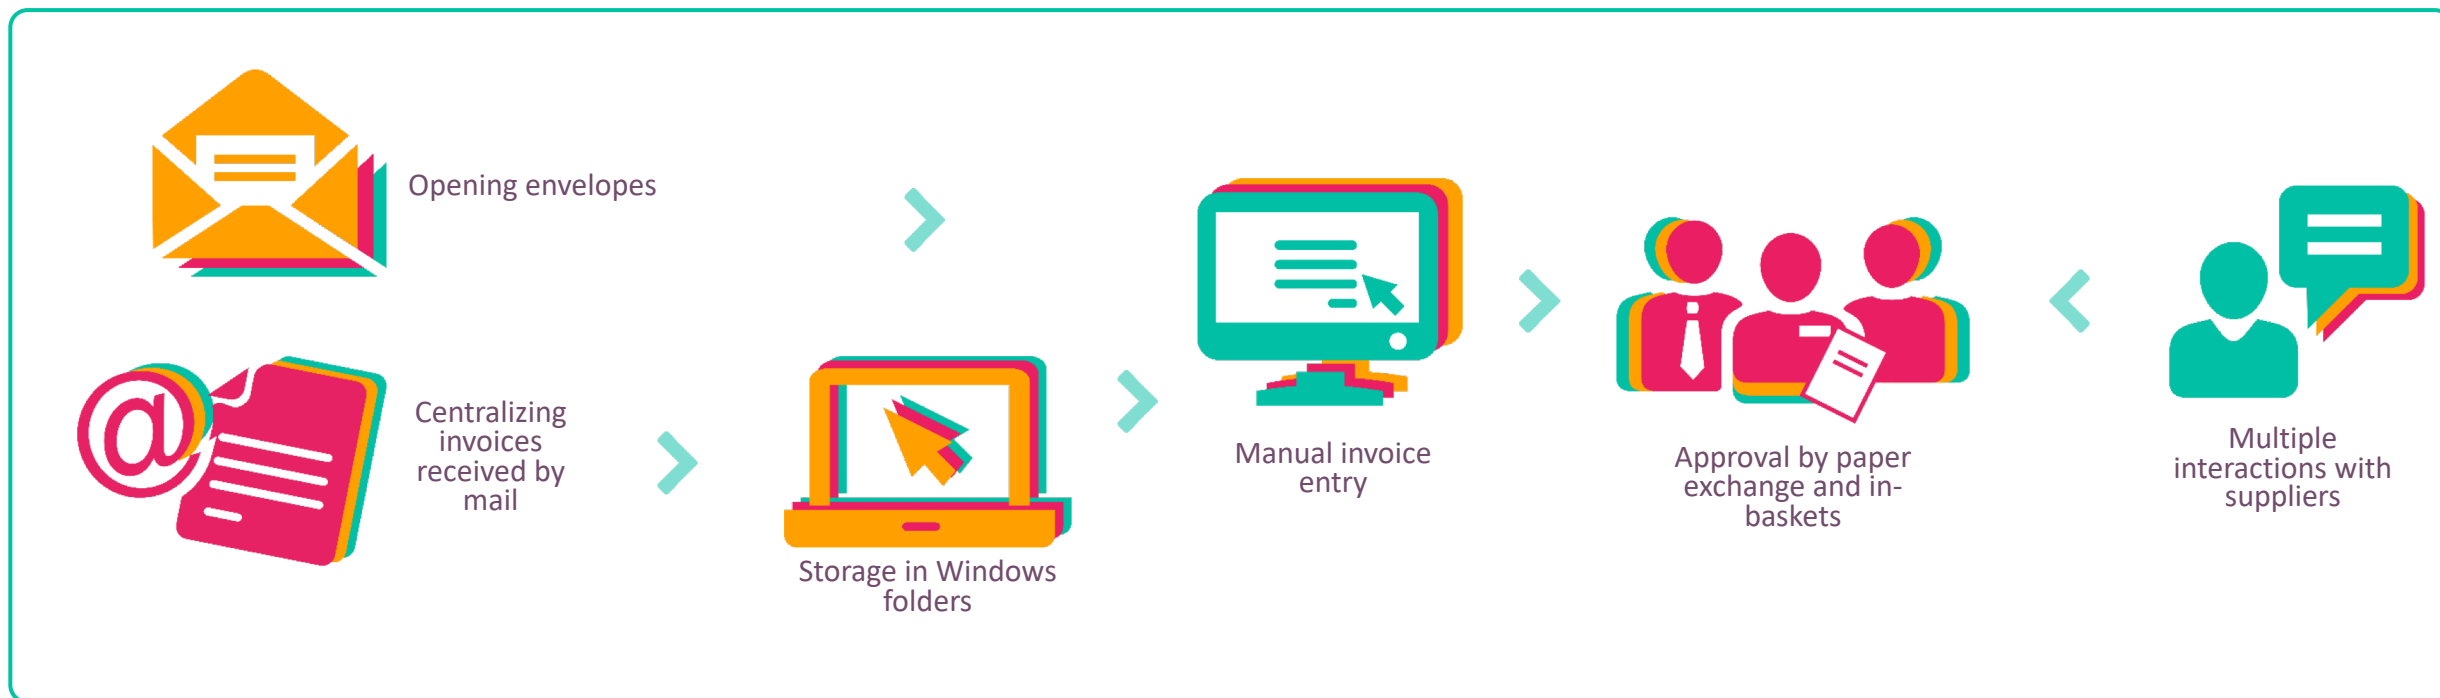 Opening envelopes
Centralizing
invoices
received by
mail
Storage in Windows
folders
Manual invoice
entry
Approval by paper
exchange and in-
baskets
Multiple
interactions with
suppliers